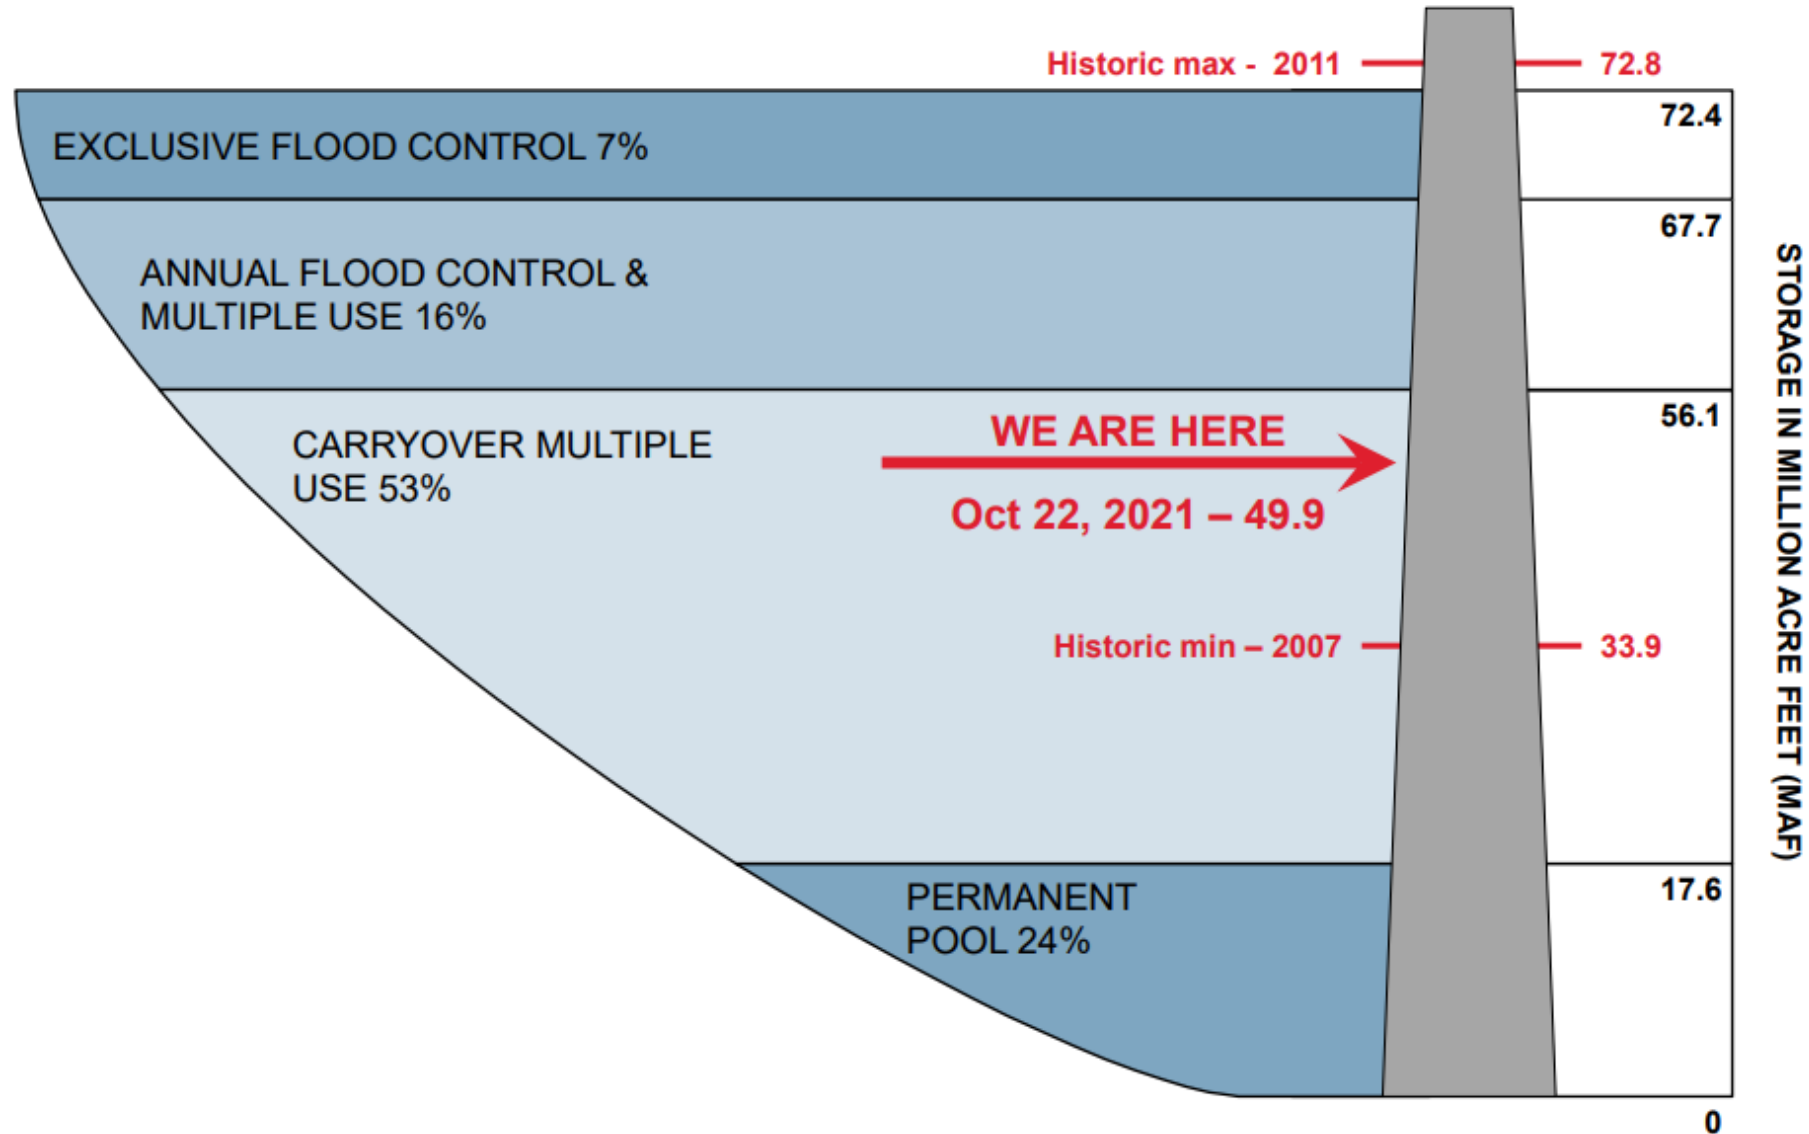 Historic max - 2011
72.8
72.4
EXCLUSIVE FLOOD CONTROL 7%
67.7
ANNUAL FLOOD CONTROL &
MULTIPLE USE 16%
56.1
WE ARE HERE
CARRYOVER MULTIPLE
USE 53%
Oct 22, 2021 – 49.9
Historic min – 2007
33.9
17.6
PERMANENT
POOL 24%
0
STORAGE IN MILLION ACRE FEET (MAF)